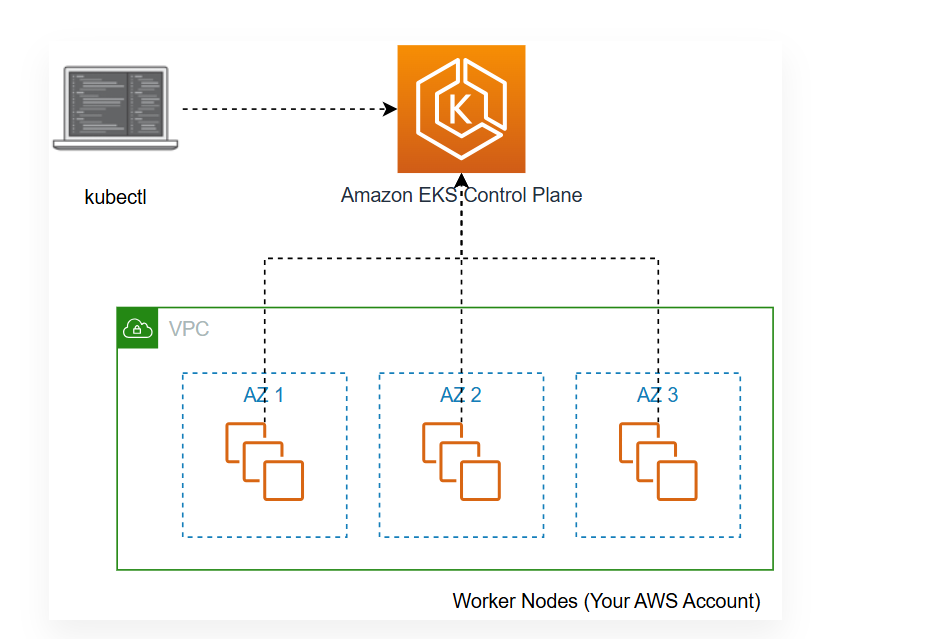 K
kubectl
Amazon EKS Control Plane
VPC
AZ 1
AZ 2
AZ 3
Worker Nodes (Your AWS Account)